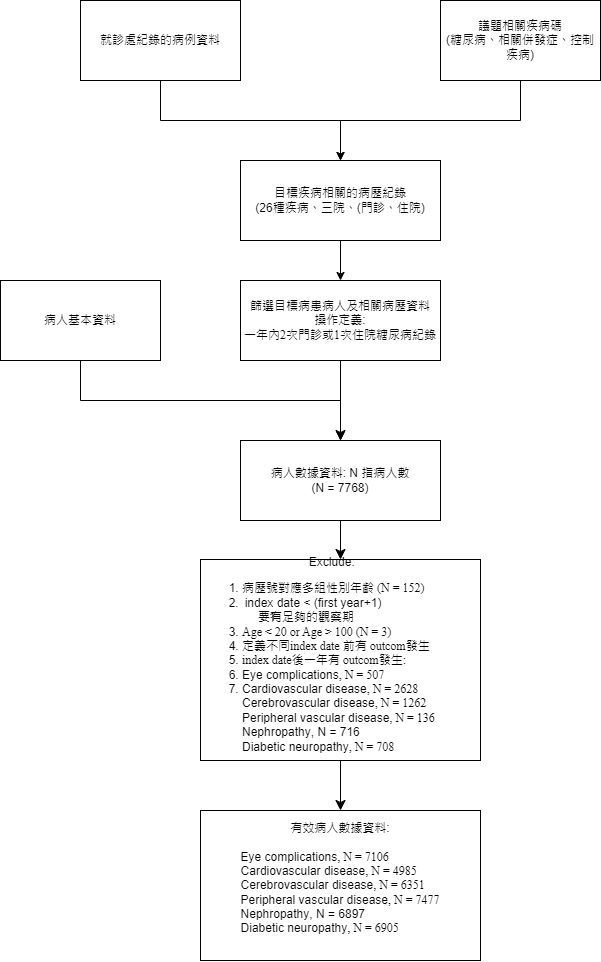 就診處紀錄的病例資料
議題相關疾病碼
(糖尿病、相關併發症、控制
疾病)
目標疾病相關的病歷紀錄
(26種疾病、三院、(門診、住院)
病人基本資料
篩選目標病患病人及相關病歷資料
操作定義:
一年內2次門診或1次住院糖尿病紀錄
病人數據資料: N 指病人數
(N = 7768)
Exclude:
1. 病歷號對應多組性別年齡 (N = 152)
2. index date < (first year+1)
要有足夠的觀察期
3. Age < 20 or Age > 100 (N = 3)
4. 定義不同index date 前有 outcom發生
5. index date後一年有 outcom發生:
6. Eye complications, N = 507
7. Cardiovascular disease, N = 2628
Cerebrovascular disease, N = 1262
Peripheral vascular disease, N = 136
Nephropathy, N = 716
Diabetic neuropathy, N = 708
有效病人數據資料:
Eye complications, N = 7106
Cardiovascular disease, N = 4985
Cerebrovascular disease, N = 6351
Peripheral vascular disease, N = 7477
Nephropathy, N = 6897
Diabetic neuropathy, N = 6905